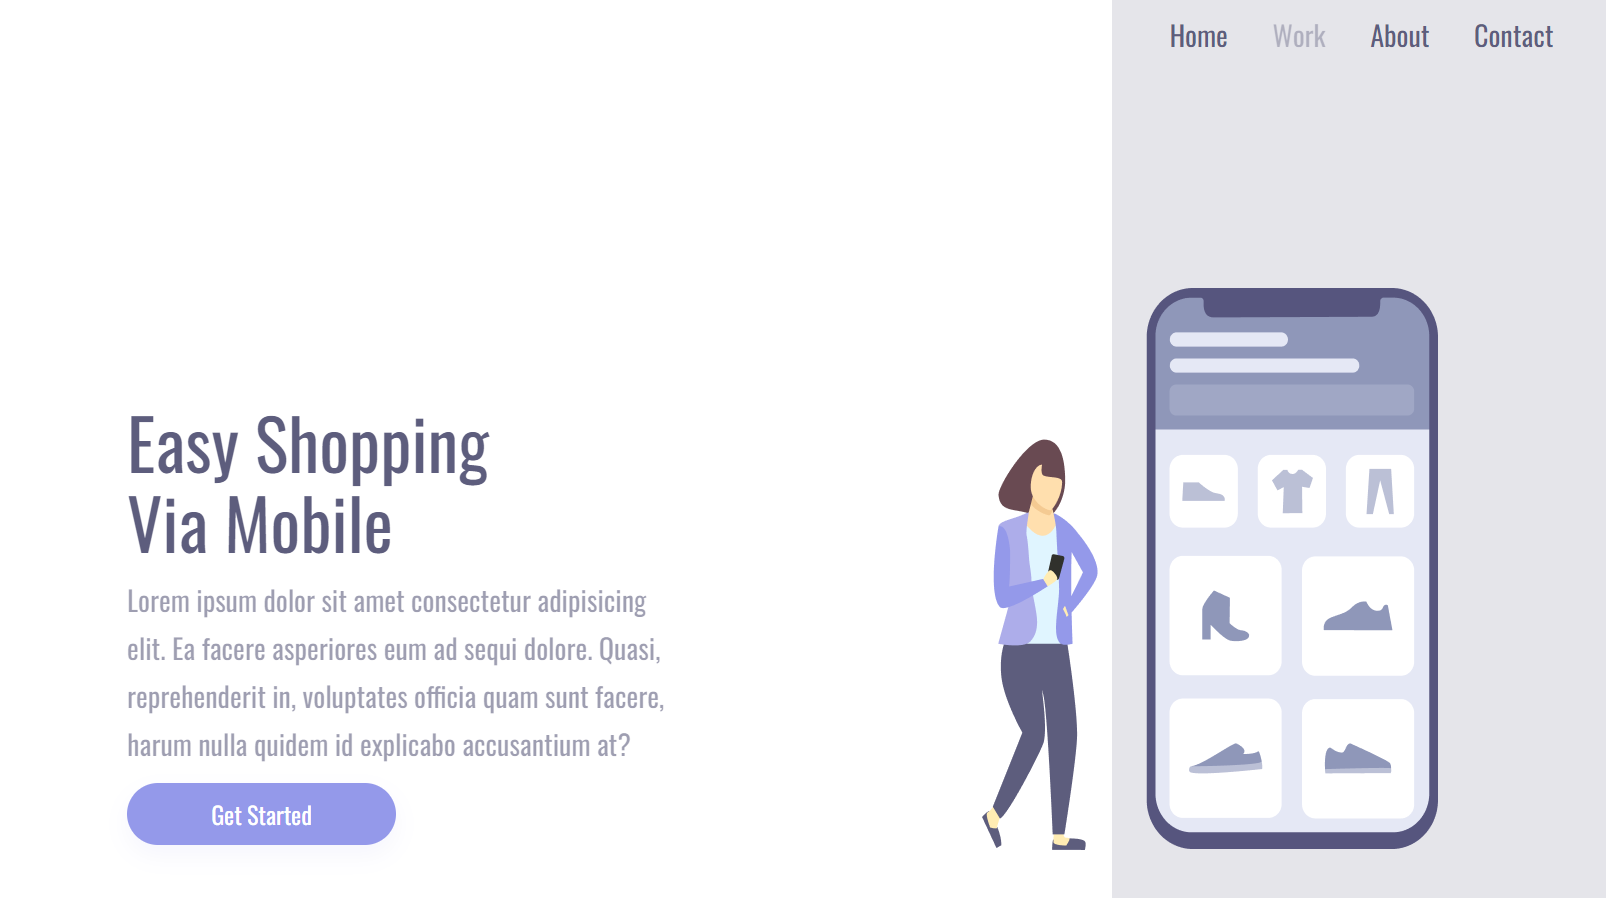 Home Work About Contact
Easy Shopping
Via Mobile
Lorem ipsum dolor sit amet consectetur adipisicing
elit. Ea facere asperiores eum ad sequi dolore. Quasi,
reprehenderit in, voluptates officia quam sunt facere,
harum nulla quidem id explicabo accusantium at?
Get Started